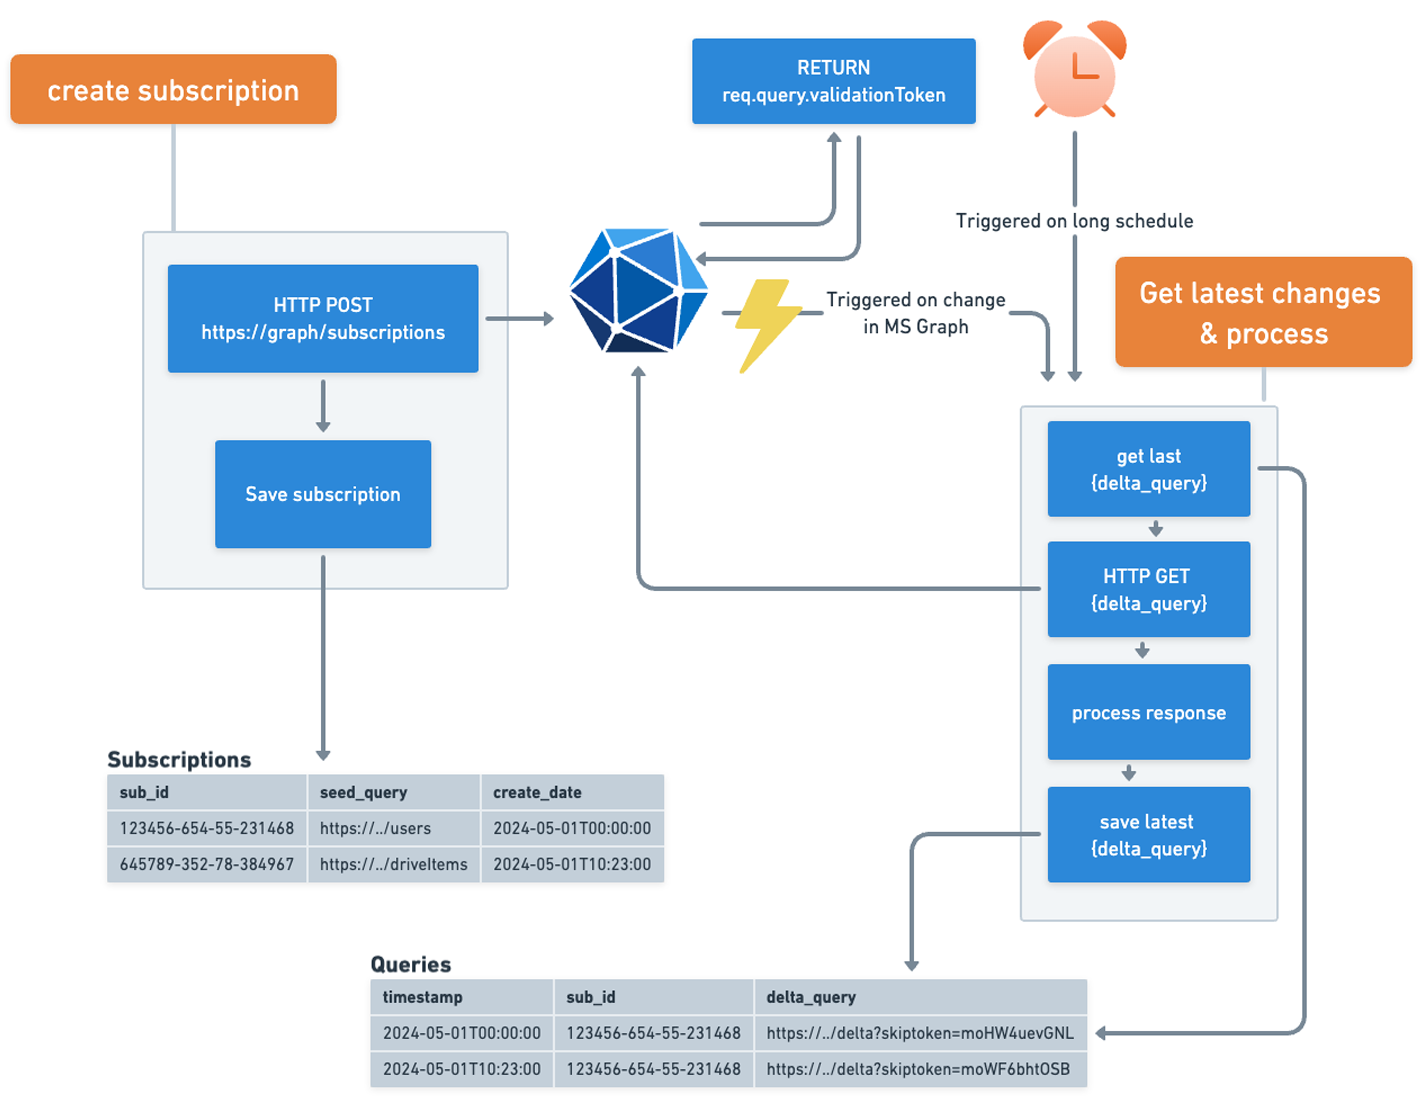 create subscription
RETURN
req.query.validationToken
Triggered on long schedule
HTTP POST
https://graph/subscriptions
Triggered on change
in MS Graph
Get latest changes
& process
Save subscription
get last
{delta_query}
HTTP GET
{delta_query}
process response
save latest
{delta_query}
Subscriptions
sub_id seed_query create_date
123456-654-55-231468 https://../users 2024-05-01T00:00:00
645789-352-78-384967 https://../driveItems 2024-05-01T10:23:00
Queries
timestamp sub_id delta_query
2024-05-01T00:00:00 123456-654-55-231468 https://../delta?skiptoken=moHW4uevGNL
2024-05-01T10:23:00 123456-654-55-231468 https://../delta?skiptoken=moWF6bhtOSB